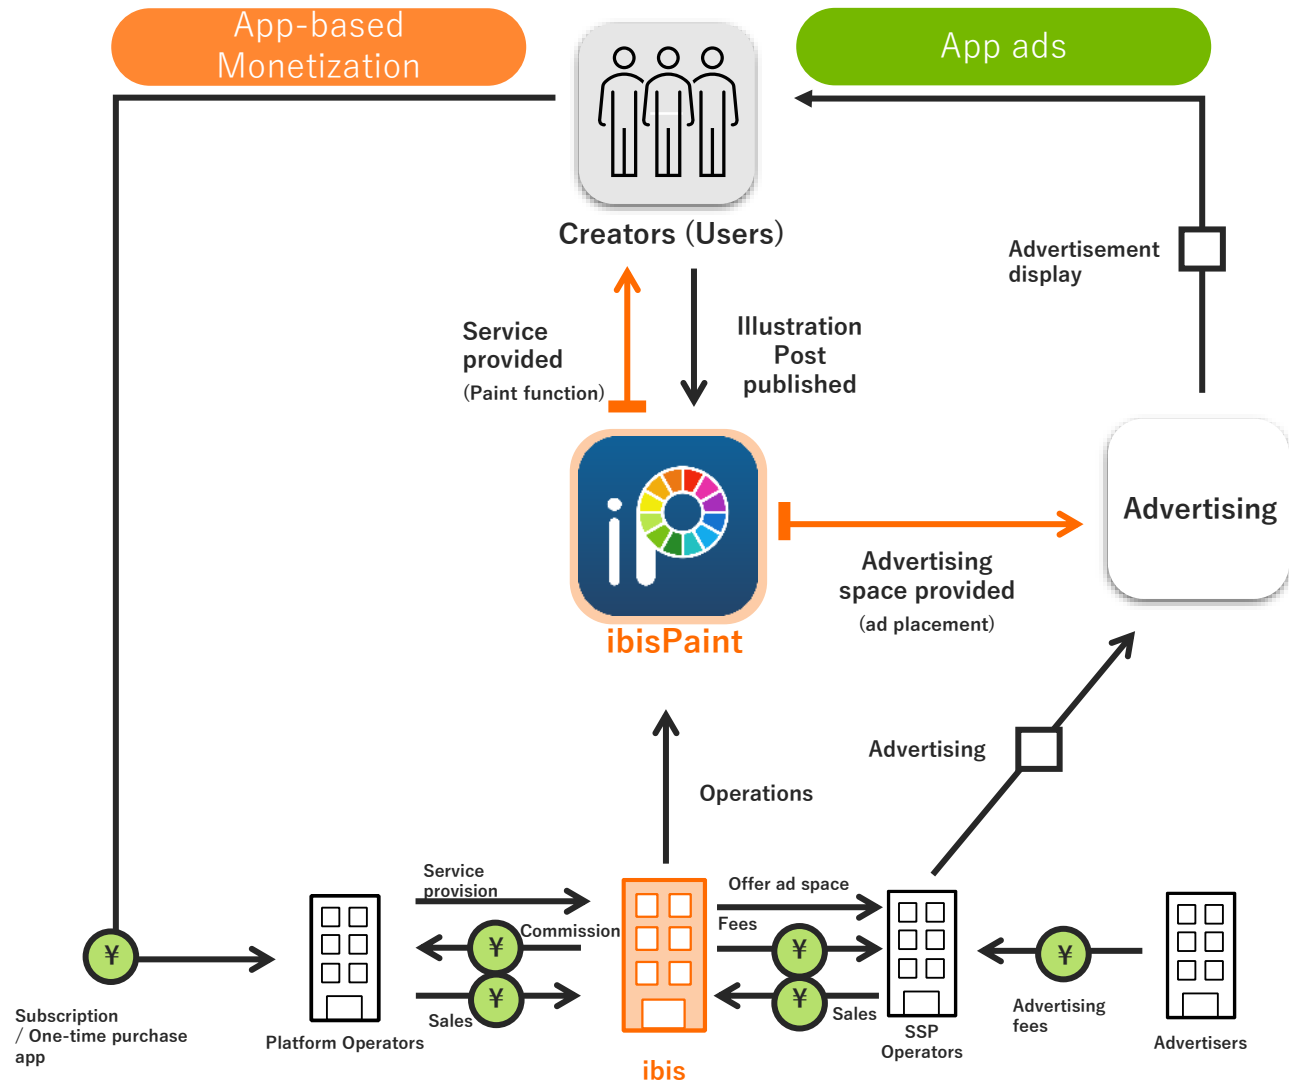 App-based
Monetization
App ads
Creators (Users)
Advertisement
display
Service
provided
(Paint function)
Illustration
Post
published
iP
Advertising
ibisPaint
Advertising
space provided
(ad placement)
Advertising
Operations
Service
provision
Offer ad space
Commission
Fees
¥
¥
¥
¥
¥
¥
Sales
Sales
Subscription
/ One-time purchase
app
Platform Operators
ibis
SSP
Operators
Advertising
fees
Advertisers